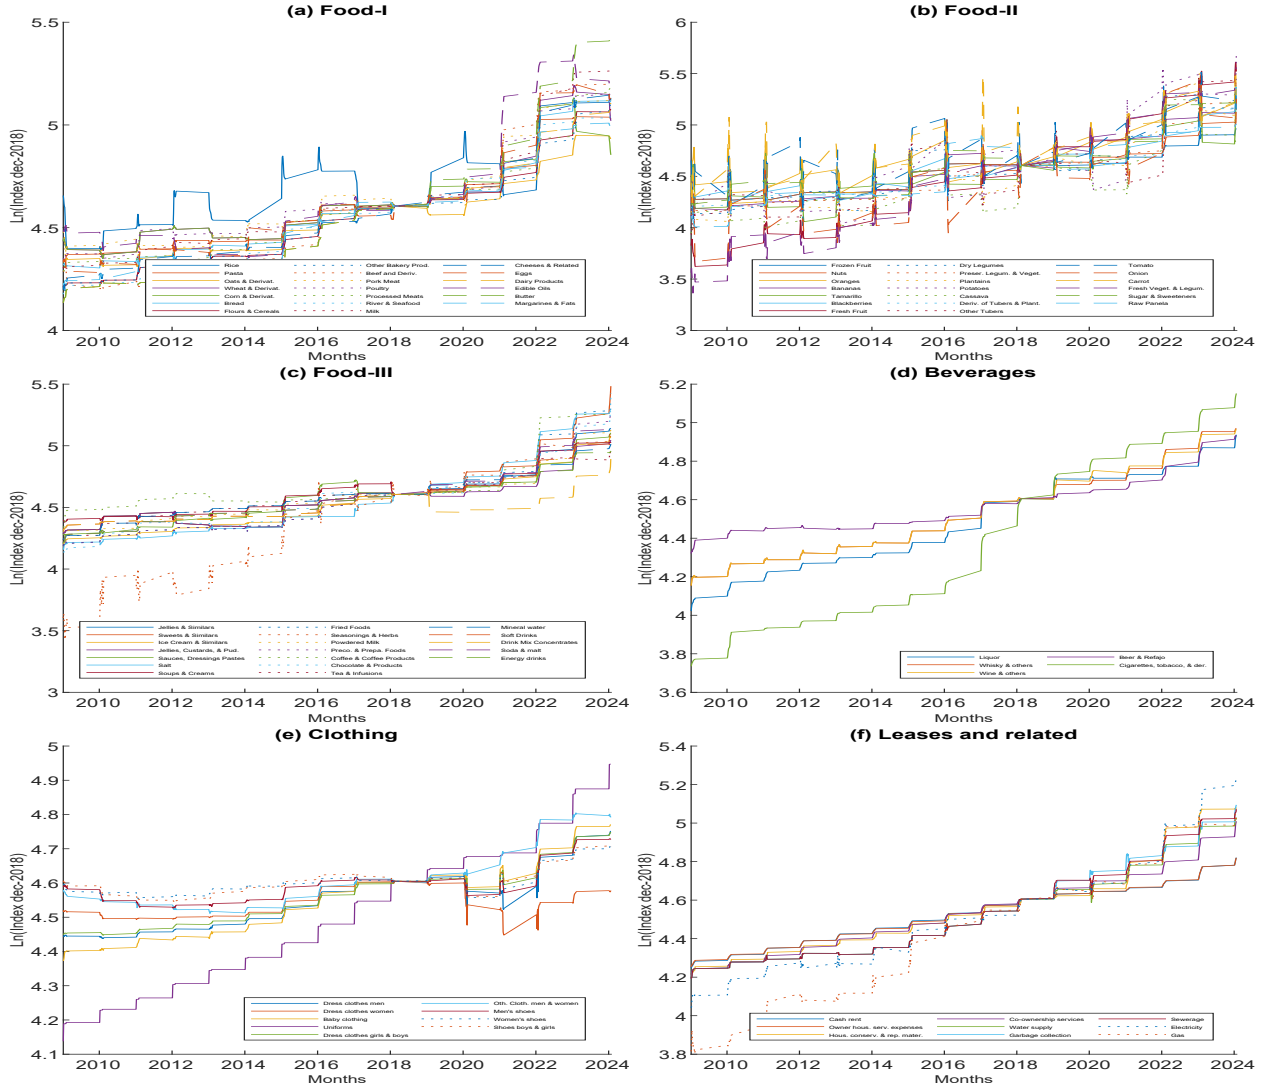 (a) Food-I
Ln(Index dec-2018)
5.5
5
4.5
4
2010 2012 2014 2016 2018 2020 2022 2024
Months
Rice
Pasta
Oats & Derivat.
Wheat & Derivat.
Corn & Derivat.
Bread
Flours & Cereals
Other Bakery Prod.
Beef and Deriv.
Pork Meat
Poultry
Processed Meats
River & Seafood
Milk
Cheeses & Related
Eggs
Dairy Products
Edible Oils
Butter
Margarines & Fats
(b) Food-II
Ln(Index dec-2018)
6
5.5
5
4.5
4
3.5
3
2010 2012 2014 2016 2018 2020 2022 2024
Months
Frozen Fruit
Nuts
Oranges
Bananas
Tamarillo
Blackberries
Fresh Fruit
Dry Legumes
Preser. Legum. & Veget.
Plantains
Potatoes
Cassava
Deriv. of Tubers & Plant.
Other Tubers
Tomato
Onion
Carrot
Fresh Veget. & Legum.
Sugar & Sweeteners
Raw Panela
(c) Food-III
Ln(Index dec-2018)
5.5
5
4.5
4
3.5
3
2010 2012 2014 2016 2018 2020 2022 2024
Months
Jellies & Similars
Sweets & Similars
Ice Cream & Similars
Jellies, Custards, & Pud.
Sauces, Dressings Pastes
Salt
Soups & Creams
Fried Foods
Seasonings & Herbs
Powdered Milk
Preco. & Prepa. Foods
Coffee & Coffee Products
Chocolate & Products
Tea & Infusions
Mineral water
Soft Drinks
Drink Mix Concentrates
Soda & malt
Energy drinks
(d) Beverages
Ln(Index dec-2018)
5.2
5
4.8
4.6
4.4
4.2
4
3.8
3.6
2010 2012 2014 2016 2018 2020 2022 2024
Months
Liquor
Whisky & others
Wine & others
Beer & Refajo
Cigarettes, tobacco, & der.
(e) Clothing
Ln(Index dec-2018)
5
4.9
4.8
4.7
4.6
4.5
4.4
4.3
4.2
4.1
2010 2012 2014 2016 2018 2020 2022 2024
Months
Dress clothes men
Dress clothes women
Baby clothing
Uniforms
Dress clothes girls & boys
Oth. Cloth. men & women
Men's shoes
Women's shoes
Shoes boys & girls
(f) Leases and related
Ln(Index dec-2018)
5.4
5.2
5
4.8
4.6
4.4
4.2
4
3.8
2010 2012 2014 2016 2018 2020 2022 2024
Months
Cash rent
Owner hous. serv. expenses
Hous. conserv. & rep. mater.
Co-ownership services
Water supply
Garbage collection
Sewerage
Electricity
Gas